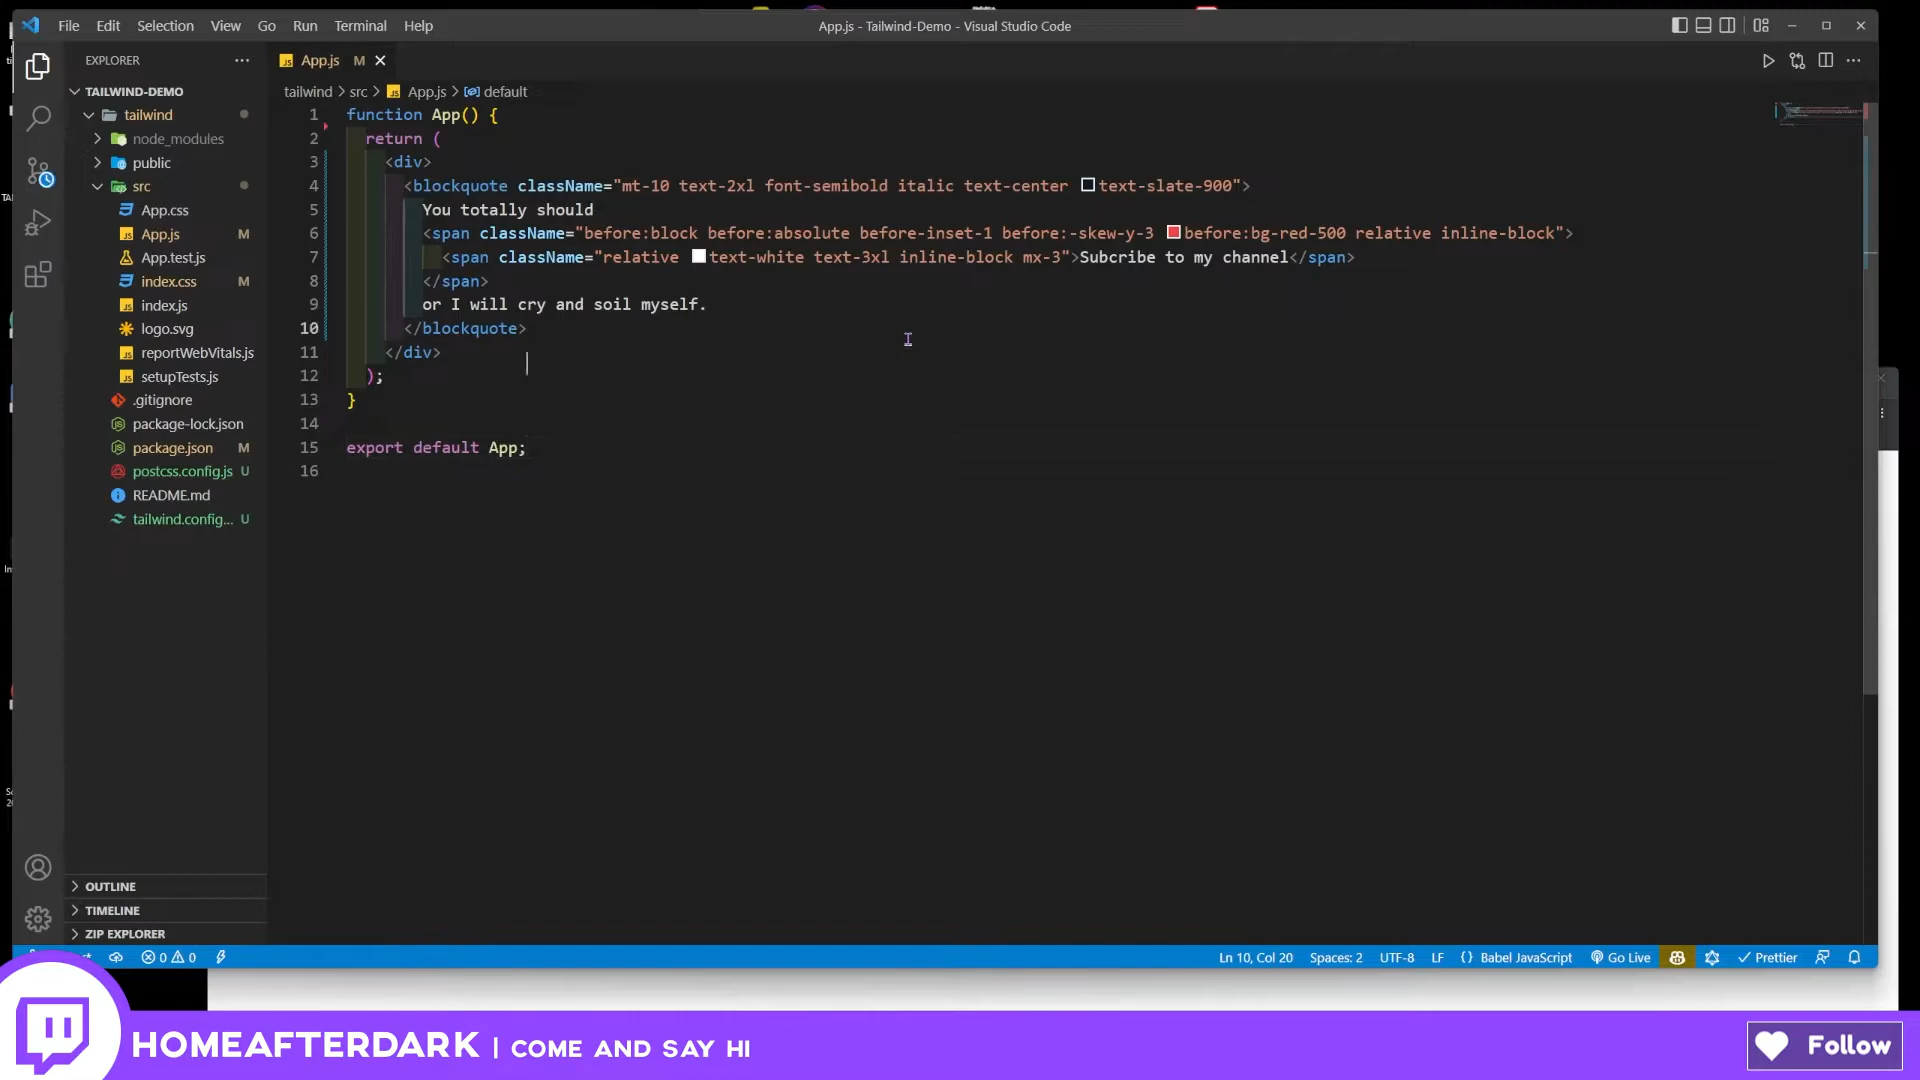 File Edit Selection View Go Run Terminal Help
App.js - Tailwind-Demo - Visual Studio Code
EXPLORER
App.js M
TAILWIND-DEMO
tailwind > src > App.js > default
tailwind
node_modules
public
src
App.css
App.js M
App.test.js
index.css M
index.js
logo.svg
reportWebVitals.js
setupTests.js
.gitignore
package-lock.json
package.json M
postcss.config.js U
README.md
tailwind.config... U
OUTLINE
TIMELINE
ZIP EXPLORER
1 function App() {
2 return (
3 <div>
4 <blockquote className="mt-10 text-2xl font-semibold italic text-center text-slate-900">
5 You totally should
6 <span className="before:block before:absolute before-inset-1 before:-skew-y-3 before:bg-red-500 relative inline-block">
7 <span className="relative text-white text-3xl inline-block mx-3">Subcribe to my channel</span>
8 </span>
9 or I will cry and soil myself.
10 </blockquote>
11 </div>
12 );
13 }
14
15 export default App;
16
0 0
Ln 10, Col 20 Spaces: 2 UTF-8 LF {} Babel JavaScript Go Live Prettier
HOMEAFTERDARK | COME AND SAY HI
Follow